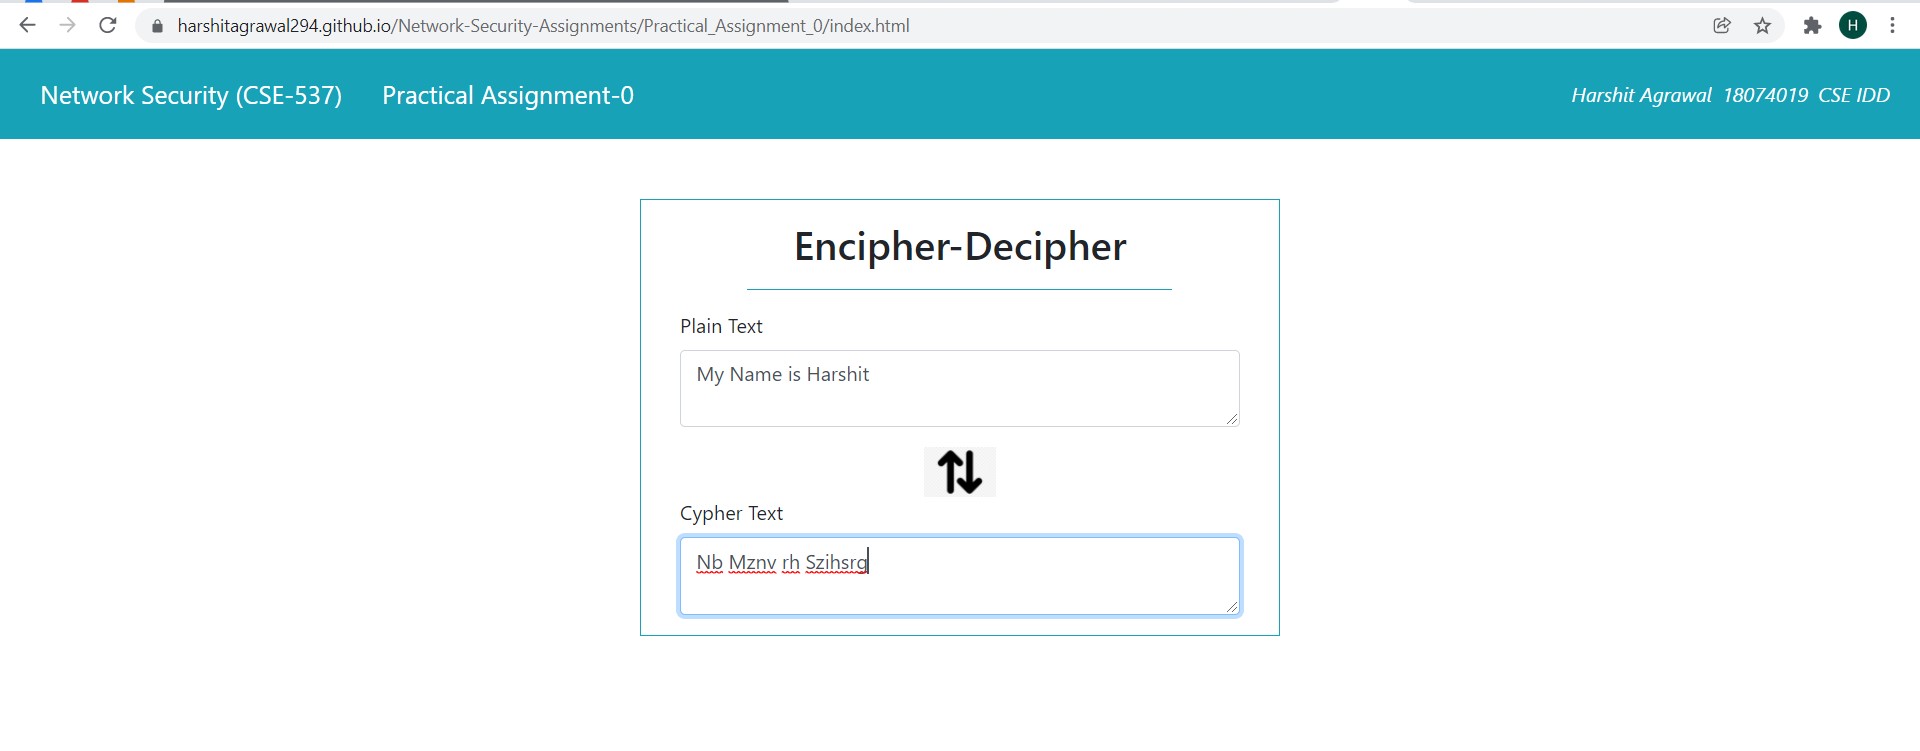 harshitagrawal294.github.io/Network-Security-Assignments/Practical_Assignment_0/index.html
H
Network Security (CSE-537) Practical Assignment-0 Harshit Agrawal 18074019 CSE IDD
Encipher-Decipher
Plain Text
My Name is Harshit
Cypher Text
Nb Mznv rh Szihsrg